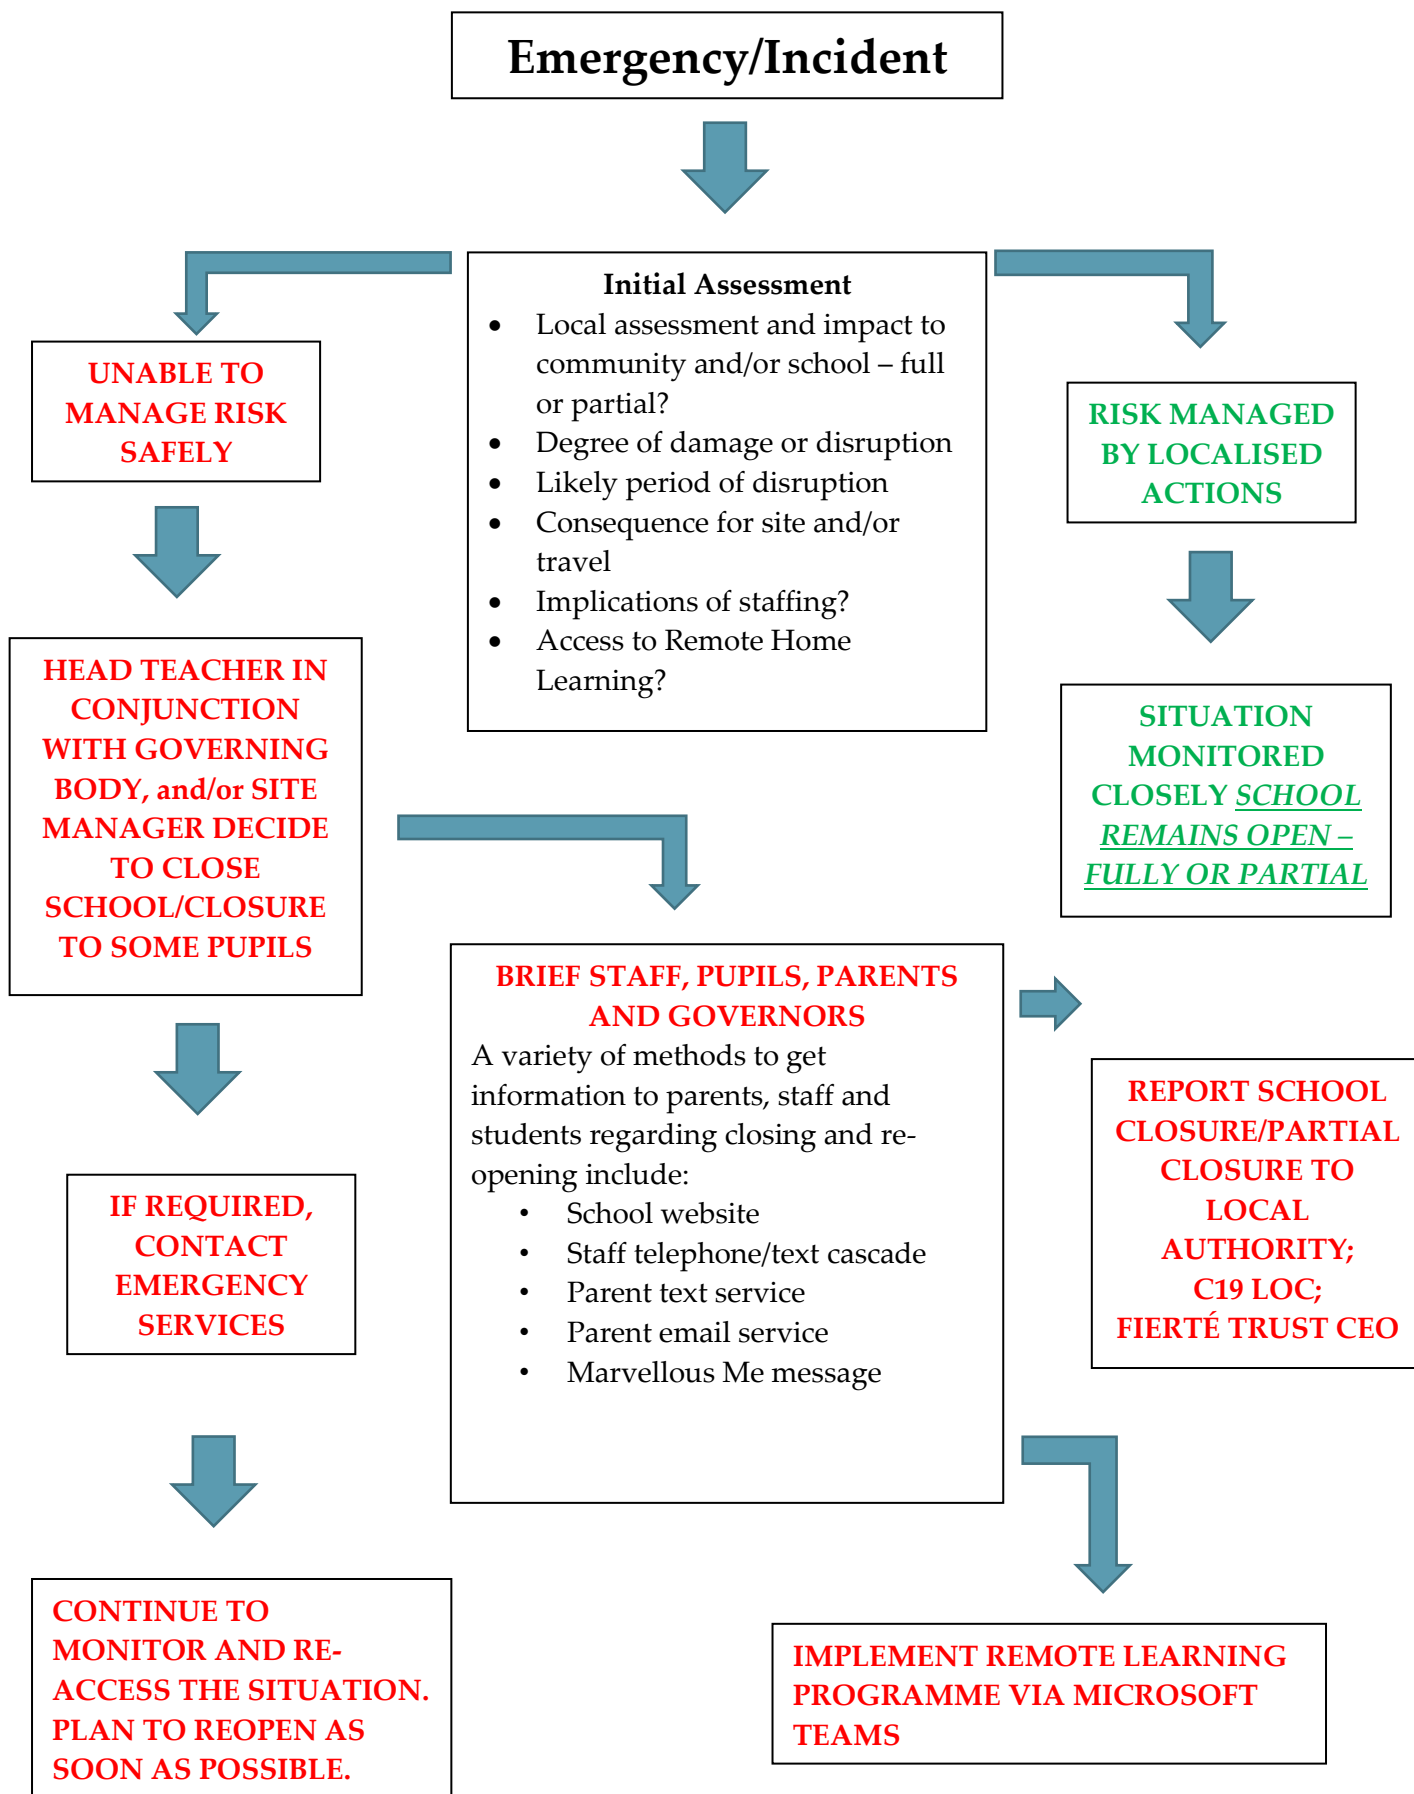 Emergency/Incident
Initial Assessment
• Local assessment and impact to
community and/or school – full
or partial?
• Degree of damage or disruption
• Likely period of disruption
• Consequence for site and/or
travel
• Implications of staffing?
• Access to Remote Home
Learning?
UNABLE TO
MANAGE RISK
SAFELY
RISK MANAGED
BY LOCALISED
ACTIONS
HEAD TEACHER IN
CONJUNCTION
WITH GOVERNING
BODY, and/or SITE
MANAGER DECIDE
TO CLOSE
SCHOOL/CLOSURE
TO SOME PUPILS
SITUATION
MONITORED
CLOSELY SCHOOL
REMAINS OPEN –
FULLY OR PARTIAL
BRIEF STAFF, PUPILS, PARENTS
AND GOVERNORS
A variety of methods to get
information to parents, staff and
students regarding closing and re-
opening include:
• School website
• Staff telephone/text cascade
• Parent text service
• Parent email service
• Marvellous Me message
REPORT SCHOOL
CLOSURE/PARTIAL
CLOSURE TO
LOCAL
AUTHORITY;
C19 LOC;
FIERTÉ TRUST CEO
IF REQUIRED,
CONTACT
EMERGENCY
SERVICES
CONTINUE TO
MONITOR AND RE-
ACCESS THE SITUATION.
PLAN TO REOPEN AS
SOON AS POSSIBLE.
IMPLEMENT REMOTE LEARNING
PROGRAMME VIA MICROSOFT
TEAMS